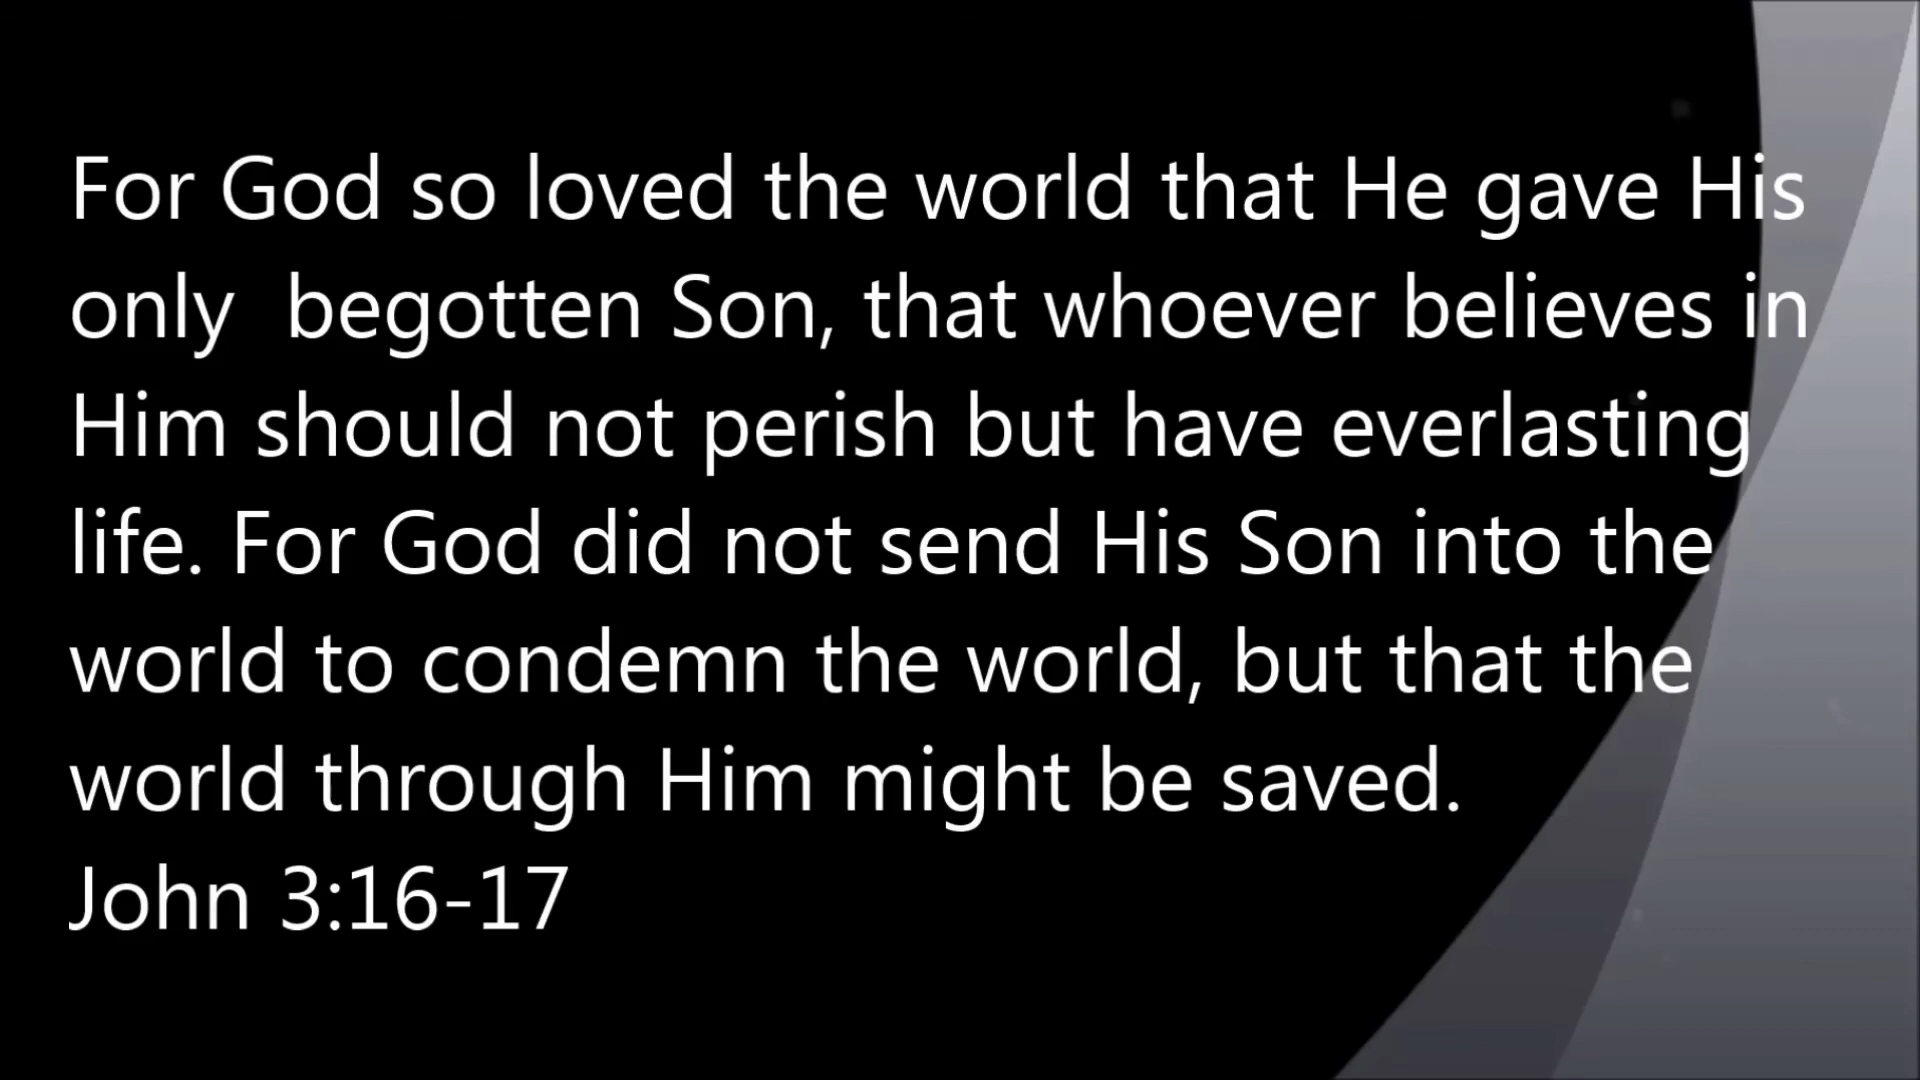 For God so loved the world that He gave His
only  begotten Son, that whoever believes in
Him should not perish but have everlasting
life. For God did not send His Son into the
world to condemn the world, but that the
world through Him might be saved.
John 3:16-17